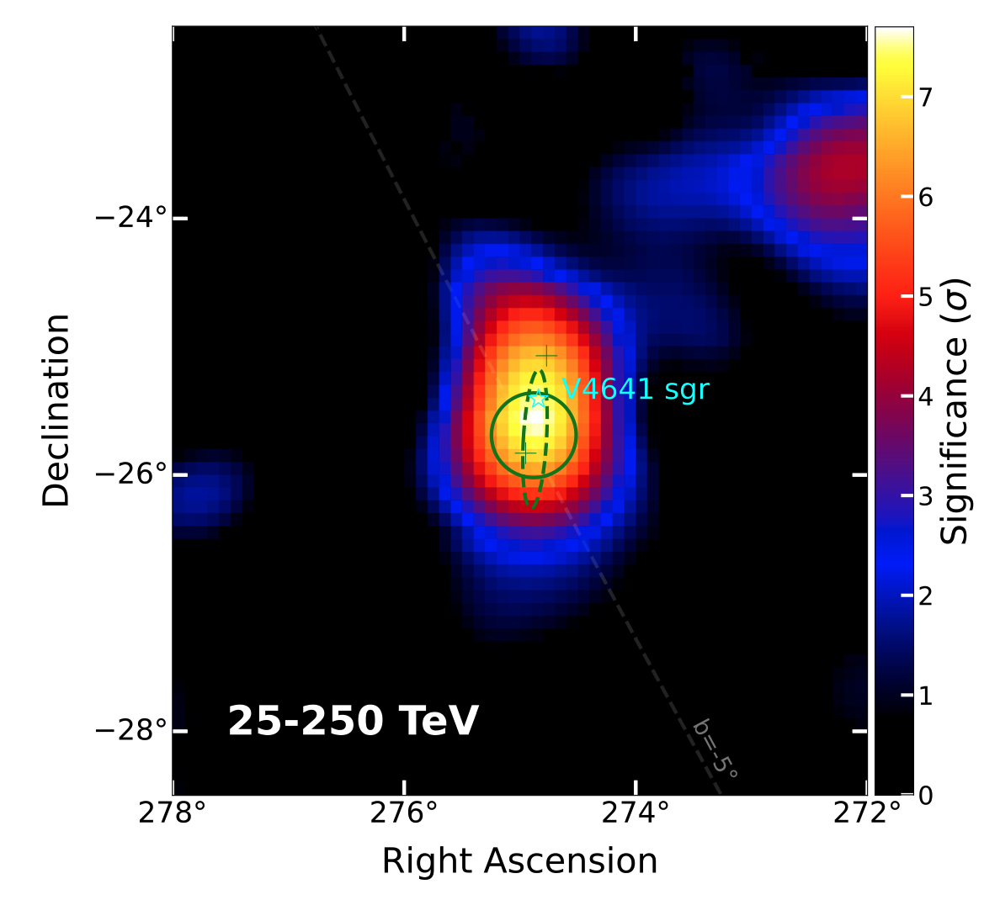 −24°
−26°
−28°
Declination
V4641 sgr
25-250 TeV
b=-5°
278°
276°
274°
272°
Right Ascension
7
6
5
4
3
2
1
0
Significance (σ)